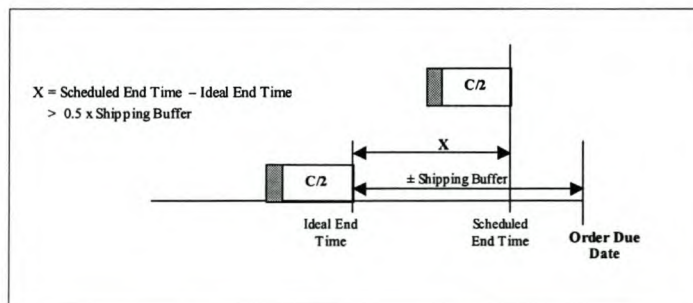 C/2
X = Scheduled End Time – Ideal End Time
> 0.5 x Shipping Buffer
X
C/2
± Shipping Buffer
Ideal End
Time
Scheduled
End Time
Order Due
Date